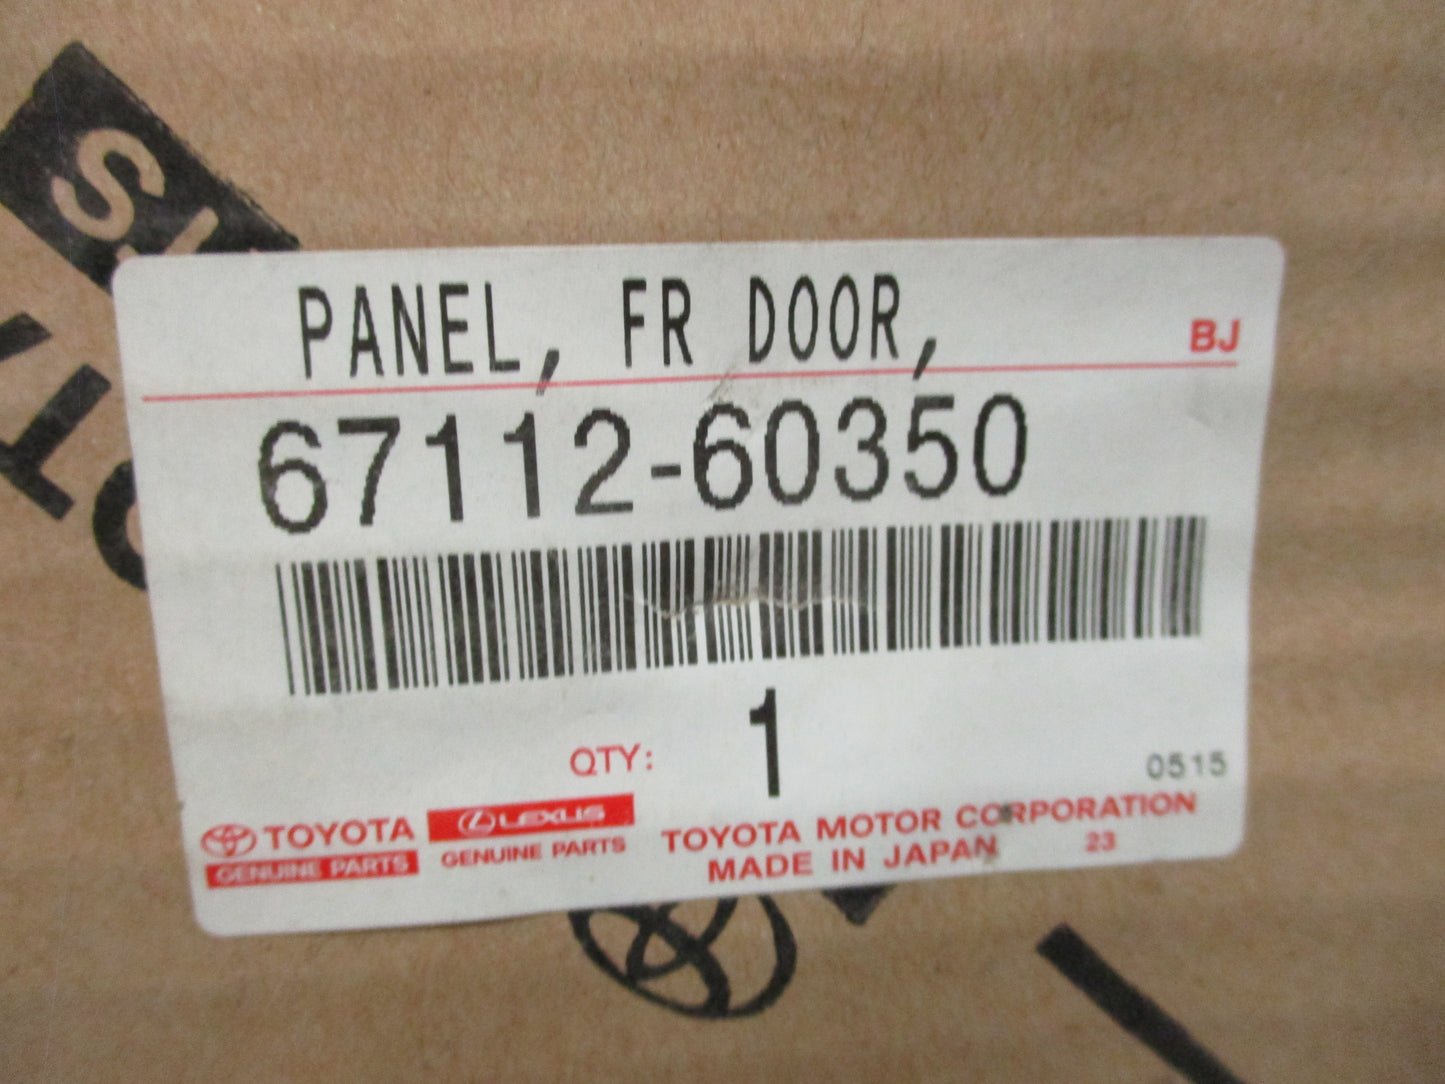 PANEL, FR DOOR,
BJ
67112-60350
QTY: 1
0515
TOYOTA
GENUINE PARTS
LEXUS
GENUINE PARTS
TOYOTA MOTOR CORPORATION
MADE IN JAPAN 23